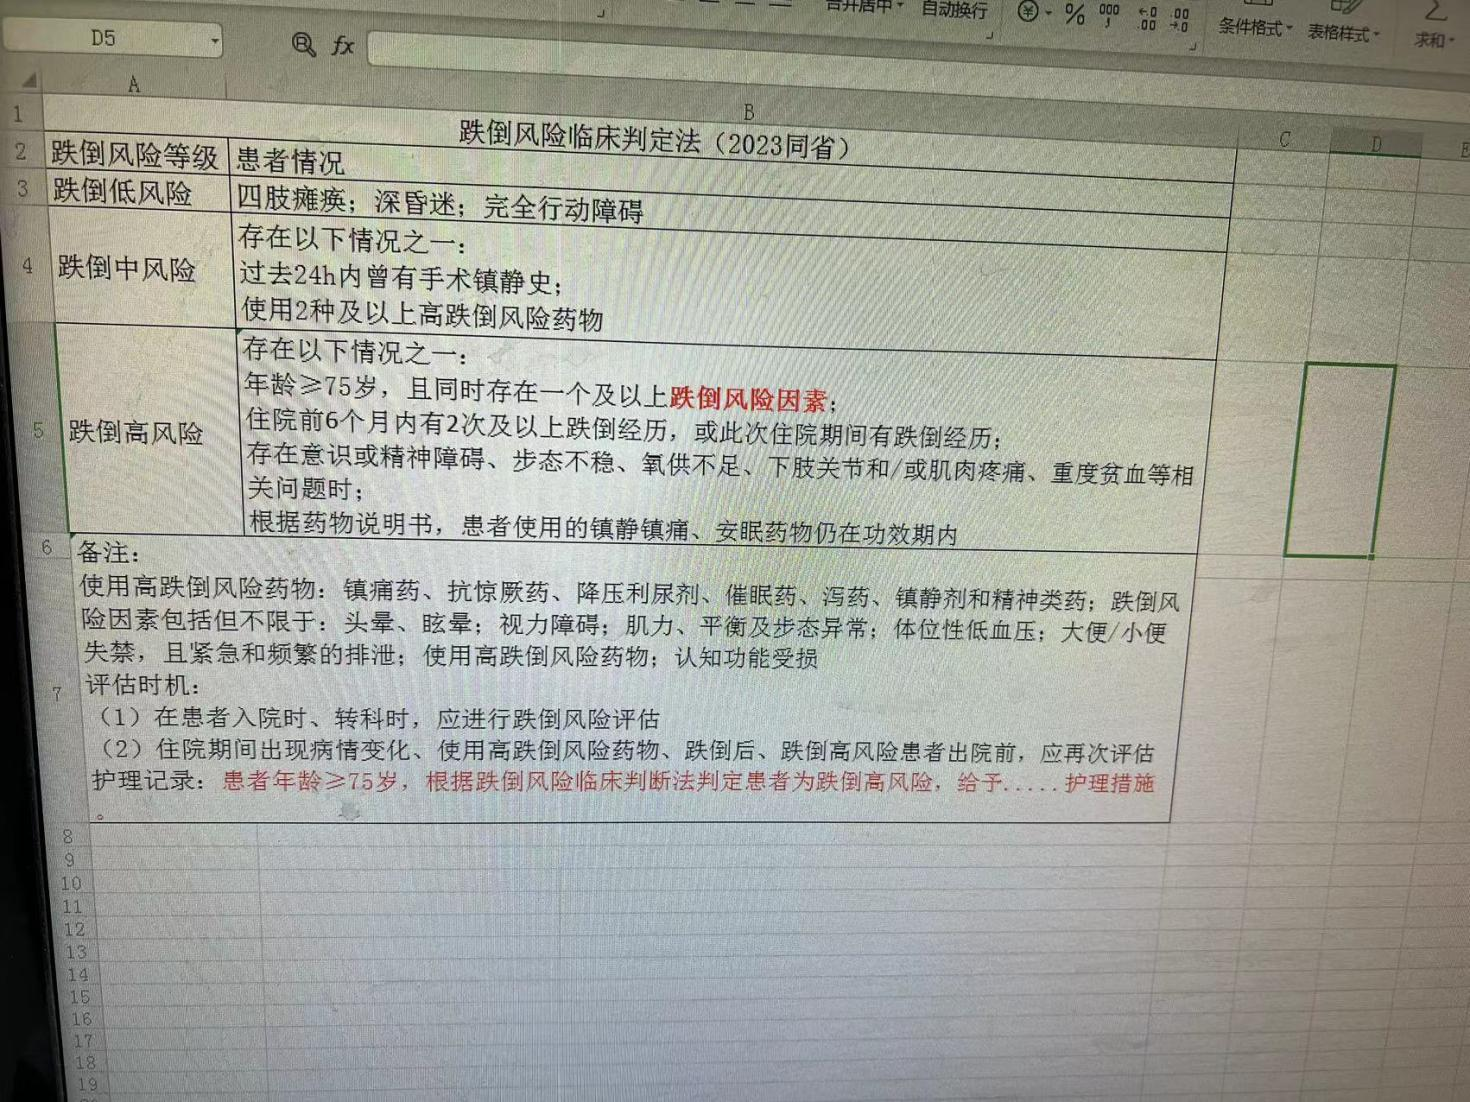 合并居中 自动换行
% 000
←0 .00
.00 →0
条件格式 表格样式 求和
D5
fx
A B C D E
1 跌倒风险临床判定法（2023同省）
2 跌倒风险等级 患者情况
3 跌倒低风险 四肢瘫痪；深昏迷；完全行动障碍
存在以下情况之一：
4 跌倒中风险 过去24h内曾有手术镇静史；
使用2种及以上高跌倒风险药物
存在以下情况之一：
年龄≥75岁，且同时存在一个及以上跌倒风险因素；
5 跌倒高风险 住院前6个月内有2次及以上跌倒经历，或此次住院期间有跌倒经历；
存在意识或精神障碍、步态不稳、氧供不足、下肢关节和/或肌肉疼痛、重度贫血等相
关问题时；
根据药物说明书，患者使用的镇静镇痛、安眠药物仍在功效期内
6 备注：
使用高跌倒风险药物：镇痛药、抗惊厥药、降压利尿剂、催眠药、泻药、镇静剂和精神类药；跌倒风
险因素包括但不限于：头晕、眩晕；视力障碍；肌力、平衡及步态异常；体位性低血压；大便/小便
失禁，且紧急和频繁的排泄；使用高跌倒风险药物；认知功能受损
7 评估时机：
（1）在患者入院时、转科时，应进行跌倒风险评估
（2）住院期间出现病情变化、使用高跌倒风险药物、跌倒后、跌倒高风险患者出院前，应再次评估
护理记录：患者年龄≥75岁，根据跌倒风险临床判断法判定患者为跌倒高风险，给予.....护理措施
。
8
9
10
11
12
13
14
15
16
17
18
19